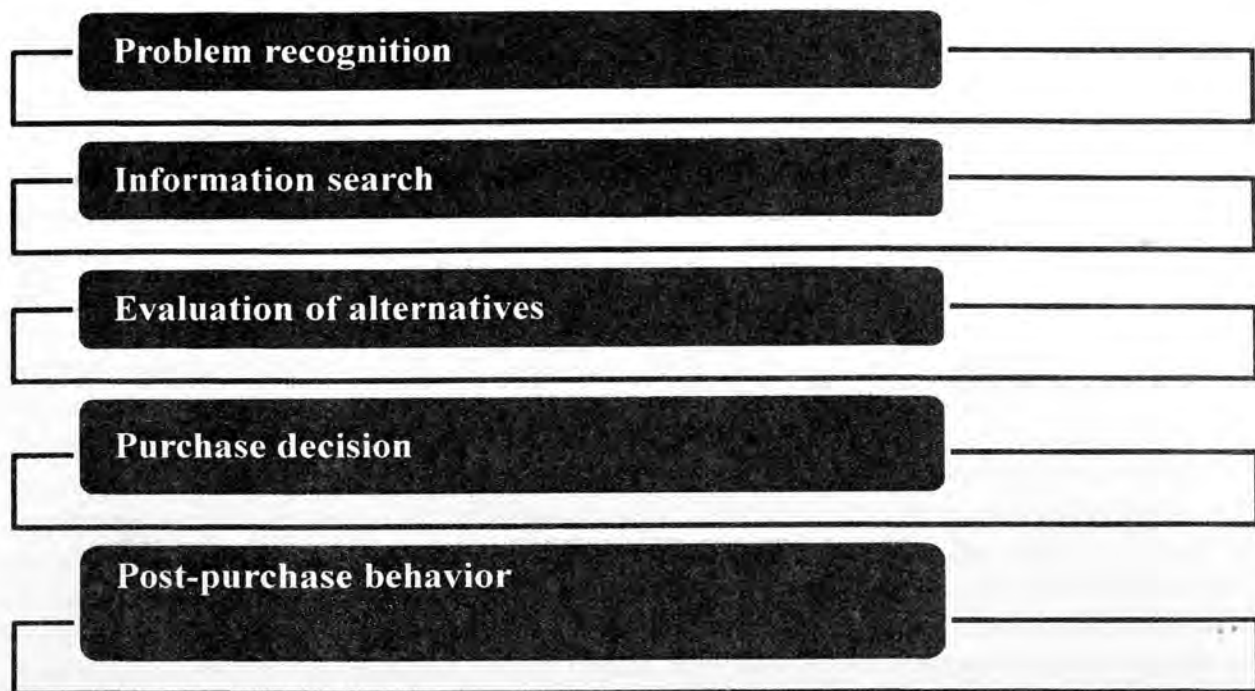 Problem recognition
Information search
Evaluation of alternatives
Purchase decision
Post-purchase behavior